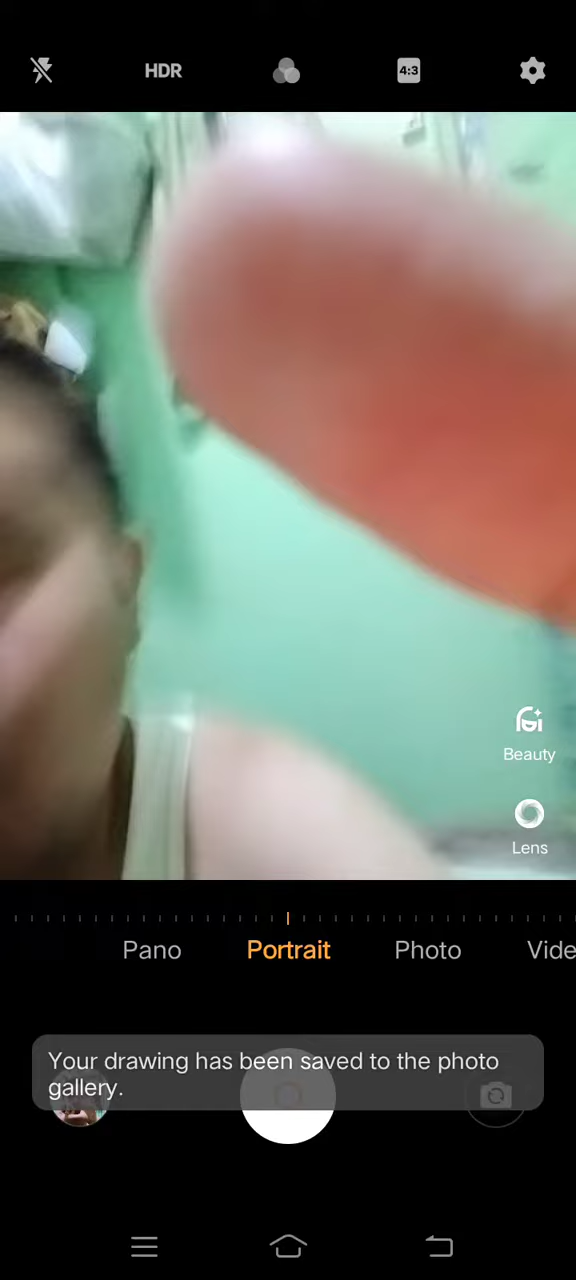 HDR
4:3
Beauty
Lens
Pano Portrait Photo Vide
Your drawing has been saved to the photo
gallery.